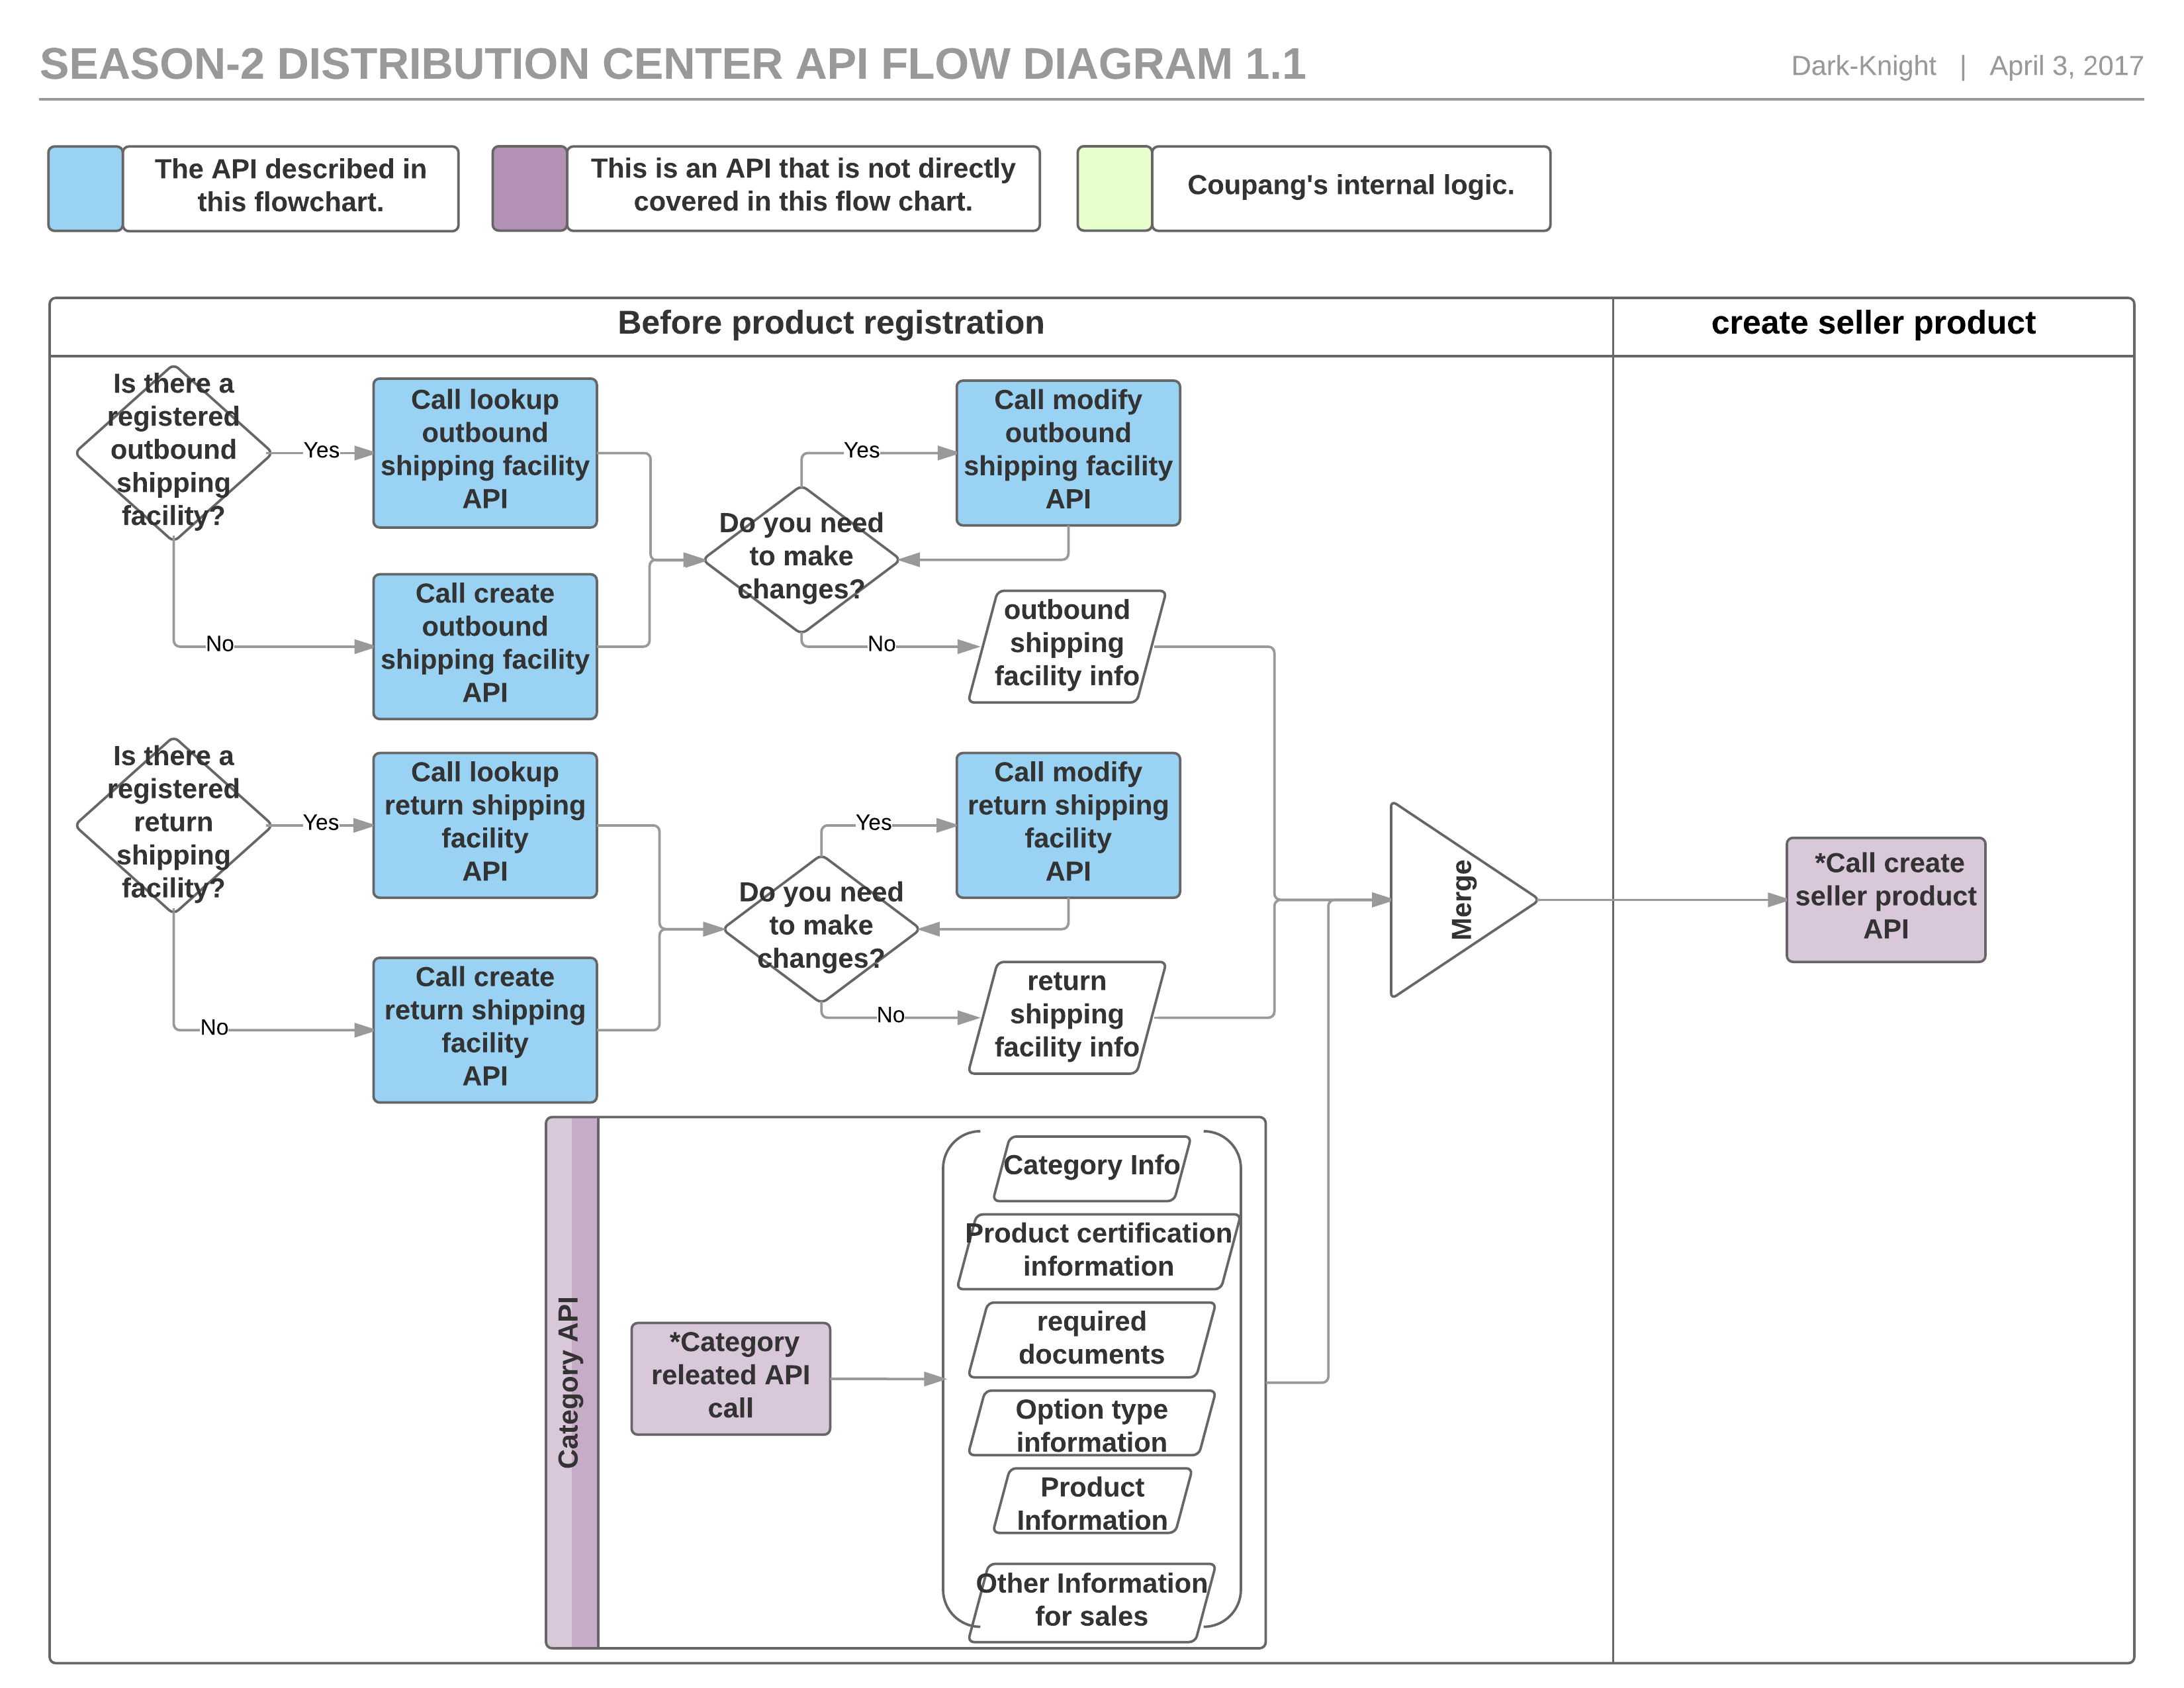 SEASON-2 DISTRIBUTION CENTER API FLOW DIAGRAM 1.1
Dark-Knight | April 3, 2017
The API described in
this flowchart.
This is an API that is not directly
covered in this flow chart.
Coupang's internal logic.
Before product registration
create seller product
Is there a
registered
outbound
shipping
facility?
Yes
No
Call lookup
outbound
shipping facility
API
Call create
outbound
shipping facility
API
Do you need
to make
changes?
Yes
No
Call modify
outbound
shipping facility
API
outbound
shipping
facility info
Is there a
registered
return
shipping
facility?
Yes
No
Call lookup
return shipping
facility
API
Call create
return shipping
facility
API
Do you need
to make
changes?
Yes
No
Call modify
return shipping
facility
API
return
shipping
facility info
Merge
*Call create
seller product
API
Category API
*Category
releated API
call
Category Info
Product certification
information
required
documents
Option type
information
Product
Information
Other Information
for sales